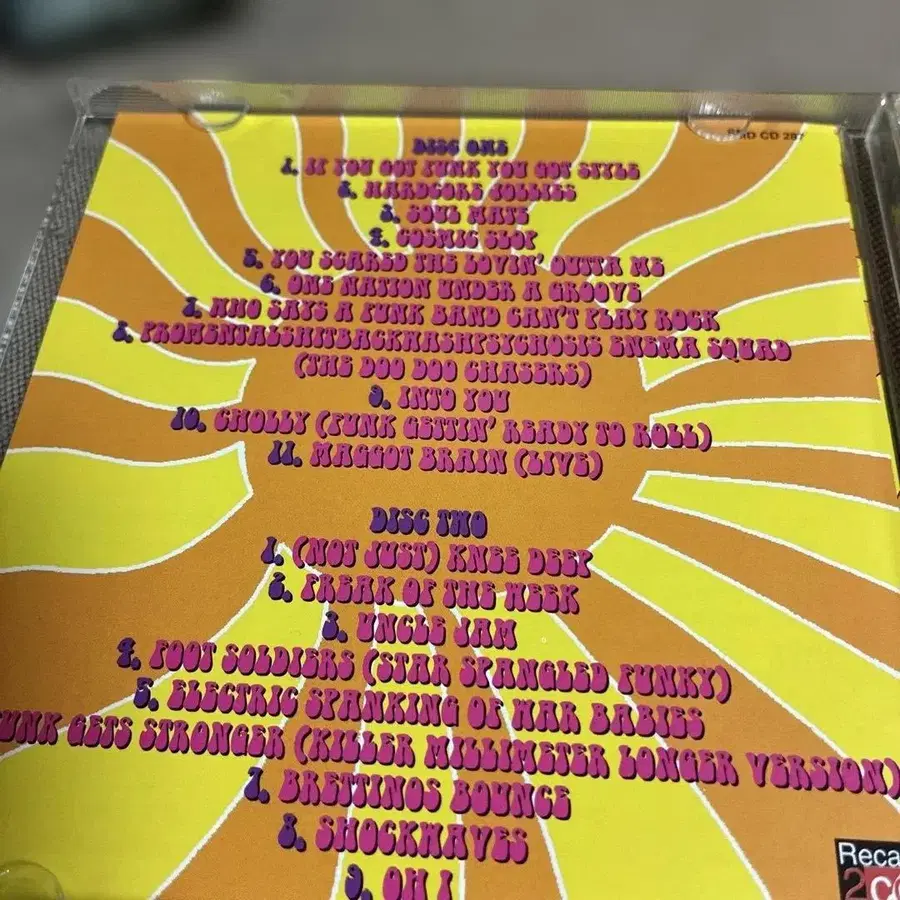 SMD CD 287
DISC ONE
1. IF YOU GOT FUNK YOU GOT STYLE
2. HARDCORE JOLLIES
3. SOUL MATE
4. COSMIC SLOP
5. YOU SCARED THE LOVIN' OUTTA ME
6. ONE NATION UNDER A GROOVE
7. WHO SAYS A FUNK BAND CAN'T PLAY ROCK
8. PROMENTALSHITBACKWASHPSYCHOSIS ENEMA SQUAD
(THE DOO DOO CHASERS)
9. INTO YOU
10. CHOLLY (FUNK GETTIN' READY TO ROLL)
11. MAGGOT BRAIN (LIVE)
DISC TWO
1. (NOT JUST) KNEE DEEP
2. FREAK OF THE WEEK
3. UNCLE JAM
4. FOOT SOLDIERS (STAR SPANGLED FUNKY)
5. ELECTRIC SPANKING OF WAR BABIES
UNK GETS STRONGER (KILLER MILLIMETER LONGER VERSION)
7. BRETTINOS BOUNCE
8. SHOCKWAVES
9. OH I
Reca
2C